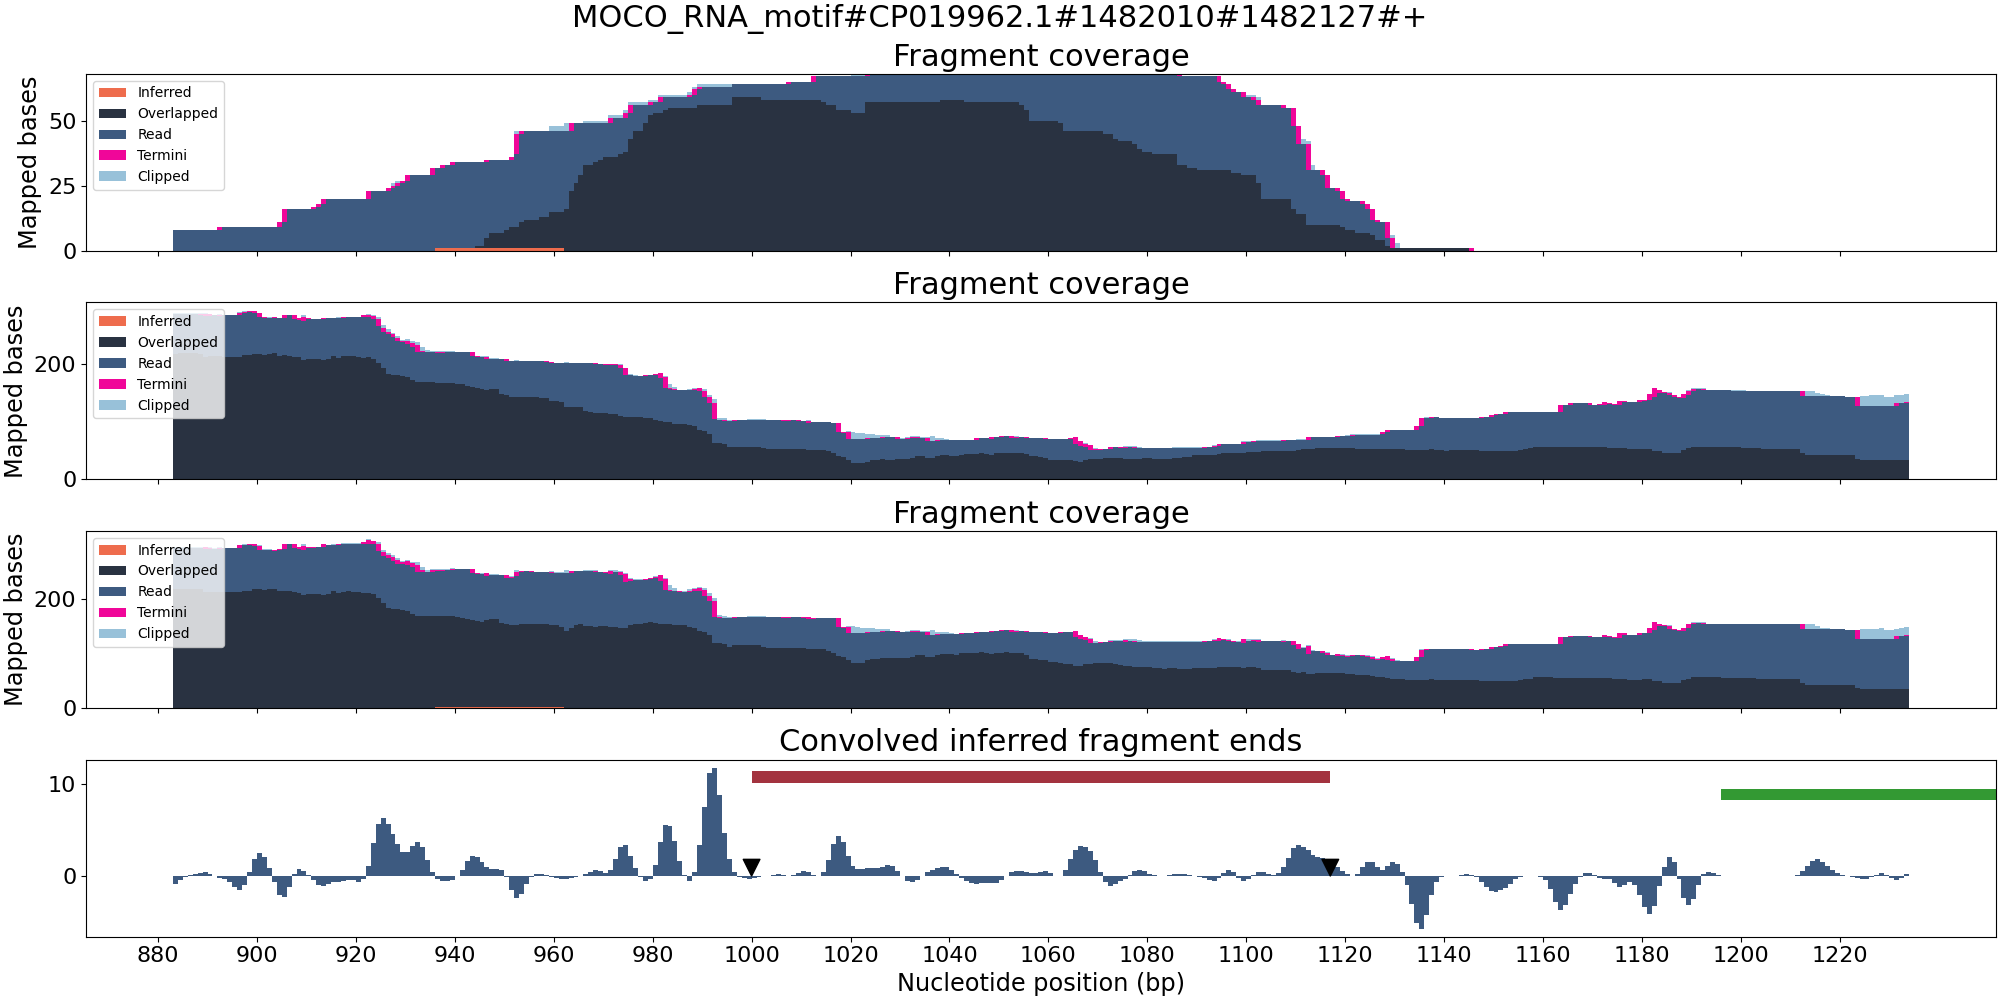 MOCO_RNA_motif#CP019962.1#1482010#1482127#+
Fragment coverage
Mapped bases
50
25
0
Inferred
Overlapped
Read
Termini
Clipped
Fragment coverage
Mapped bases
200
0
Inferred
Overlapped
Read
Termini
Clipped
Fragment coverage
Mapped bases
200
0
Inferred
Overlapped
Read
Termini
Clipped
Convolved inferred fragment ends
10
0
880 900 920 940 960 980 1000 1020 1040 1060 1080 1100 1120 1140 1160 1180 1200 1220
Nucleotide position (bp)